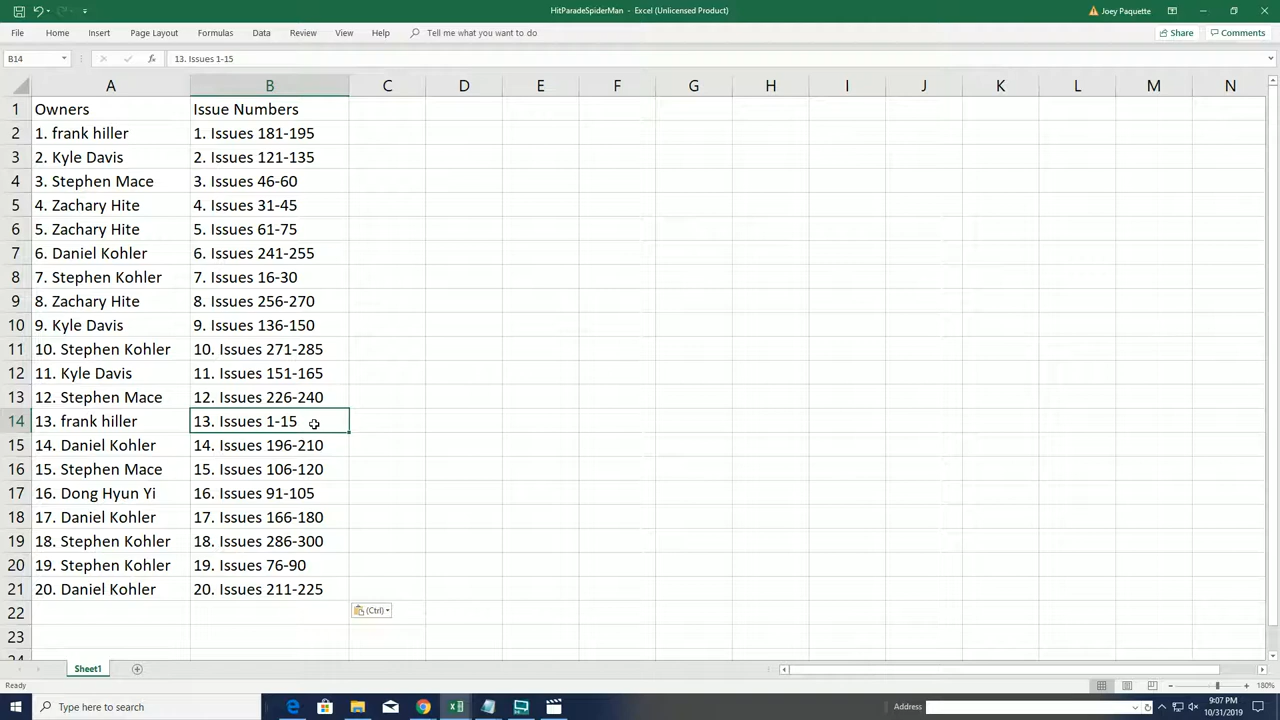 HitParadeSpiderMan - Excel (Unlicensed Product)
Joey Paquette
File Home Insert Page Layout Formulas Data Review View Help Tell me what you want to do
Share Comments
B14 fx 13. Issues 1-15
A B C D E F G H I J K L M N
1 Owners Issue Numbers
2 1. frank hiller 1. Issues 181-195
3 2. Kyle Davis 2. Issues 121-135
4 3. Stephen Mace 3. Issues 46-60
5 4. Zachary Hite 4. Issues 31-45
6 5. Zachary Hite 5. Issues 61-75
7 6. Daniel Kohler 6. Issues 241-255
8 7. Stephen Kohler 7. Issues 16-30
9 8. Zachary Hite 8. Issues 256-270
10 9. Kyle Davis 9. Issues 136-150
11 10. Stephen Kohler 10. Issues 271-285
12 11. Kyle Davis 11. Issues 151-165
13 12. Stephen Mace 12. Issues 226-240
14 13. frank hiller 13. Issues 1-15
15 14. Daniel Kohler 14. Issues 196-210
16 15. Stephen Mace 15. Issues 106-120
17 16. Dong Hyun Yi 16. Issues 91-105
18 17. Daniel Kohler 17. Issues 166-180
19 18. Stephen Kohler 18. Issues 286-300
20 19. Stephen Kohler 19. Issues 76-90
21 20. Daniel Kohler 20. Issues 211-225
22 (Ctrl)
23
24
Sheet1
Ready 180%
Type here to search Address 9:07 PM
10/31/2019